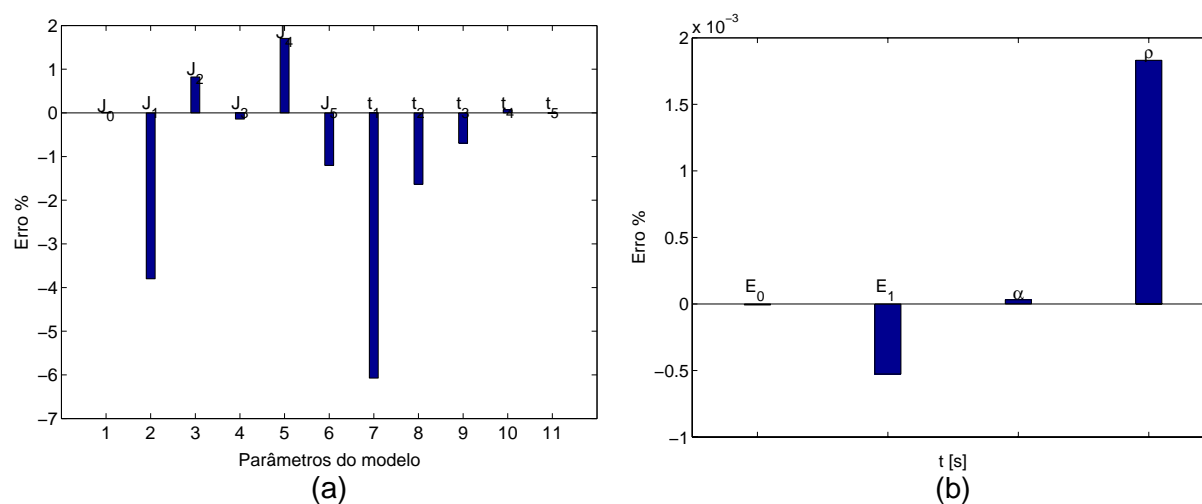 2
1
0
−1
−2
−3
−4
−5
−6
−7
Erro %
J0
J1
J2
J3
J4
J5
t1
t2
t3
t4
t5
1 2 3 4 5 6 7 8 9 10 11
Parâmetros do modelo
(a)
x 10−3
2
1.5
1
0.5
0
−0.5
−1
Erro %
E0
E1
α
ρ
t [s]
(b)